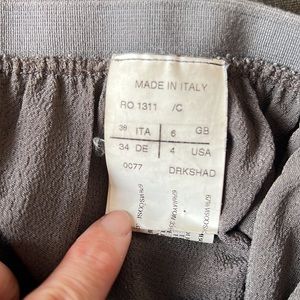 MADE IN ITALY
RO 1311 /C
38 ITA 6 GB
34 DE 4 USA
0077 DRKSHAD